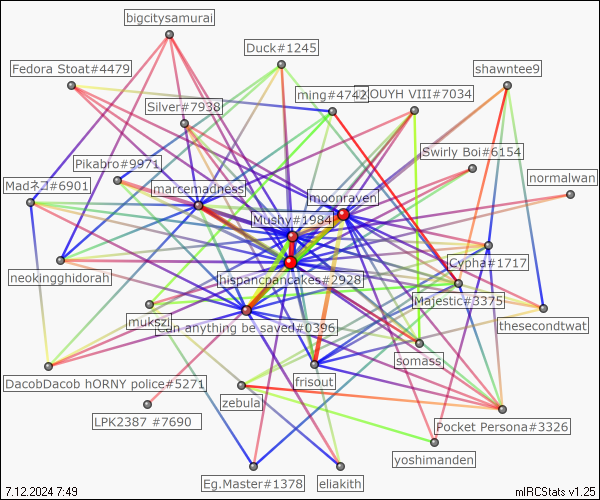 bigcitysamurai
Duck#1245
Fedora Stoat#4479
shawntee9
ming#4742
OUYH VIII#7034
Silver#7938
Swirly Boi#6154
Pikabro#9971
normalwan
Madネヨ#6901
marcemadness
moonraven
Mushy#1984
Cypha#1717
neokingghidorah
hispancpancakes#2928
Majestic#3375
mukszi
an anything be saved#0396
thesecondtwat
somass
DacobDacob hORNY police#5271
frisout
zebula
LPK2387 #7690
Pocket Persona#3326
yoshimanden
Eg.Master#1378
eliakith
7.12.2024 7:49
mIRCStats v1.25